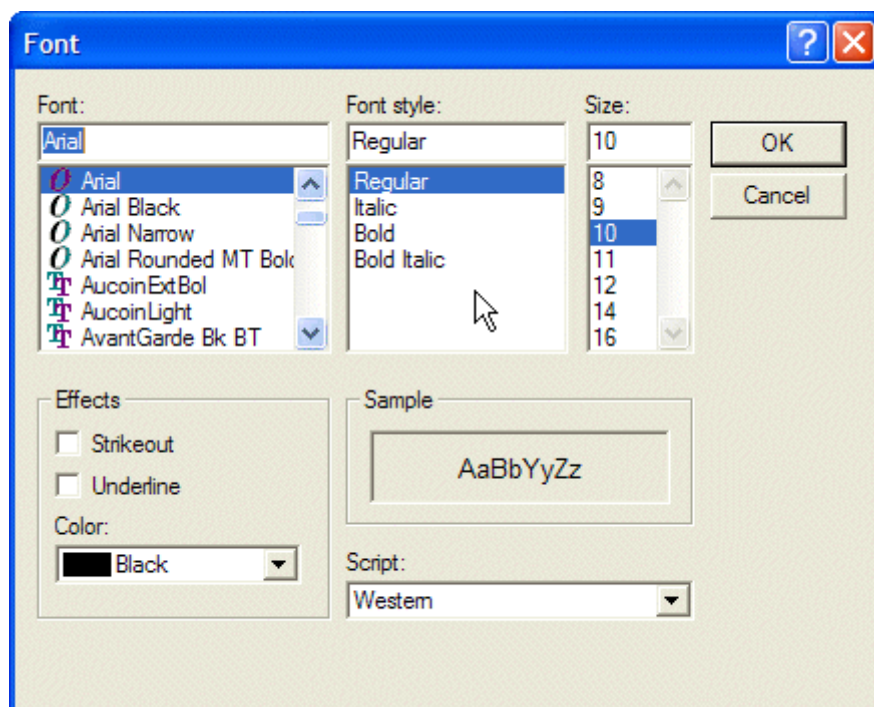 Font
Font:
Arial
Arial
Arial Black
Arial Narrow
Arial Rounded MT Bold
AucoinExtBol
AucoinLight
AvantGarde Bk BT
Font style:
Regular
Regular
Italic
Bold
Bold Italic
Size:
10
8
9
10
11
12
14
16
OK
Cancel
Effects
Strikeout
Underline
Color:
Black
Sample
AaBbYyZz
Script:
Western